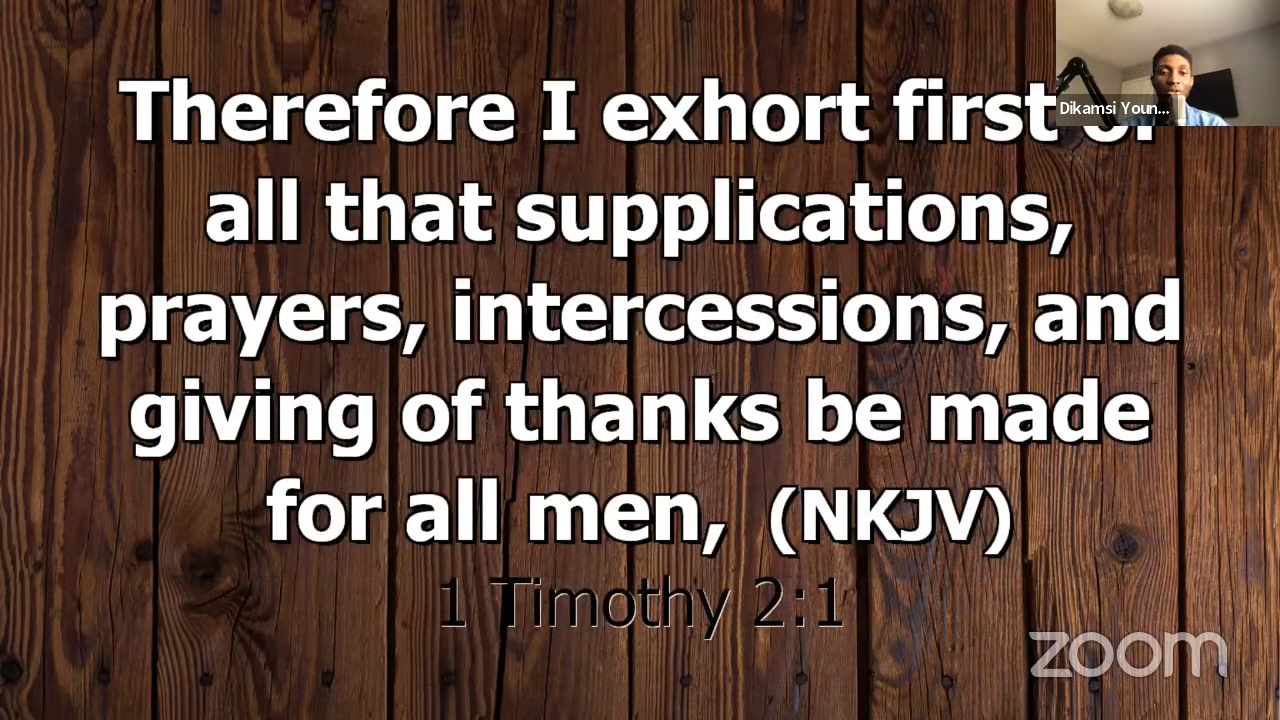 Therefore I exhort first
all that supplications,
prayers, intercessions, and
giving of thanks be made
for all men, (NKJV)
1 Timothy 2:1
Dikamsi Youn...
zoom